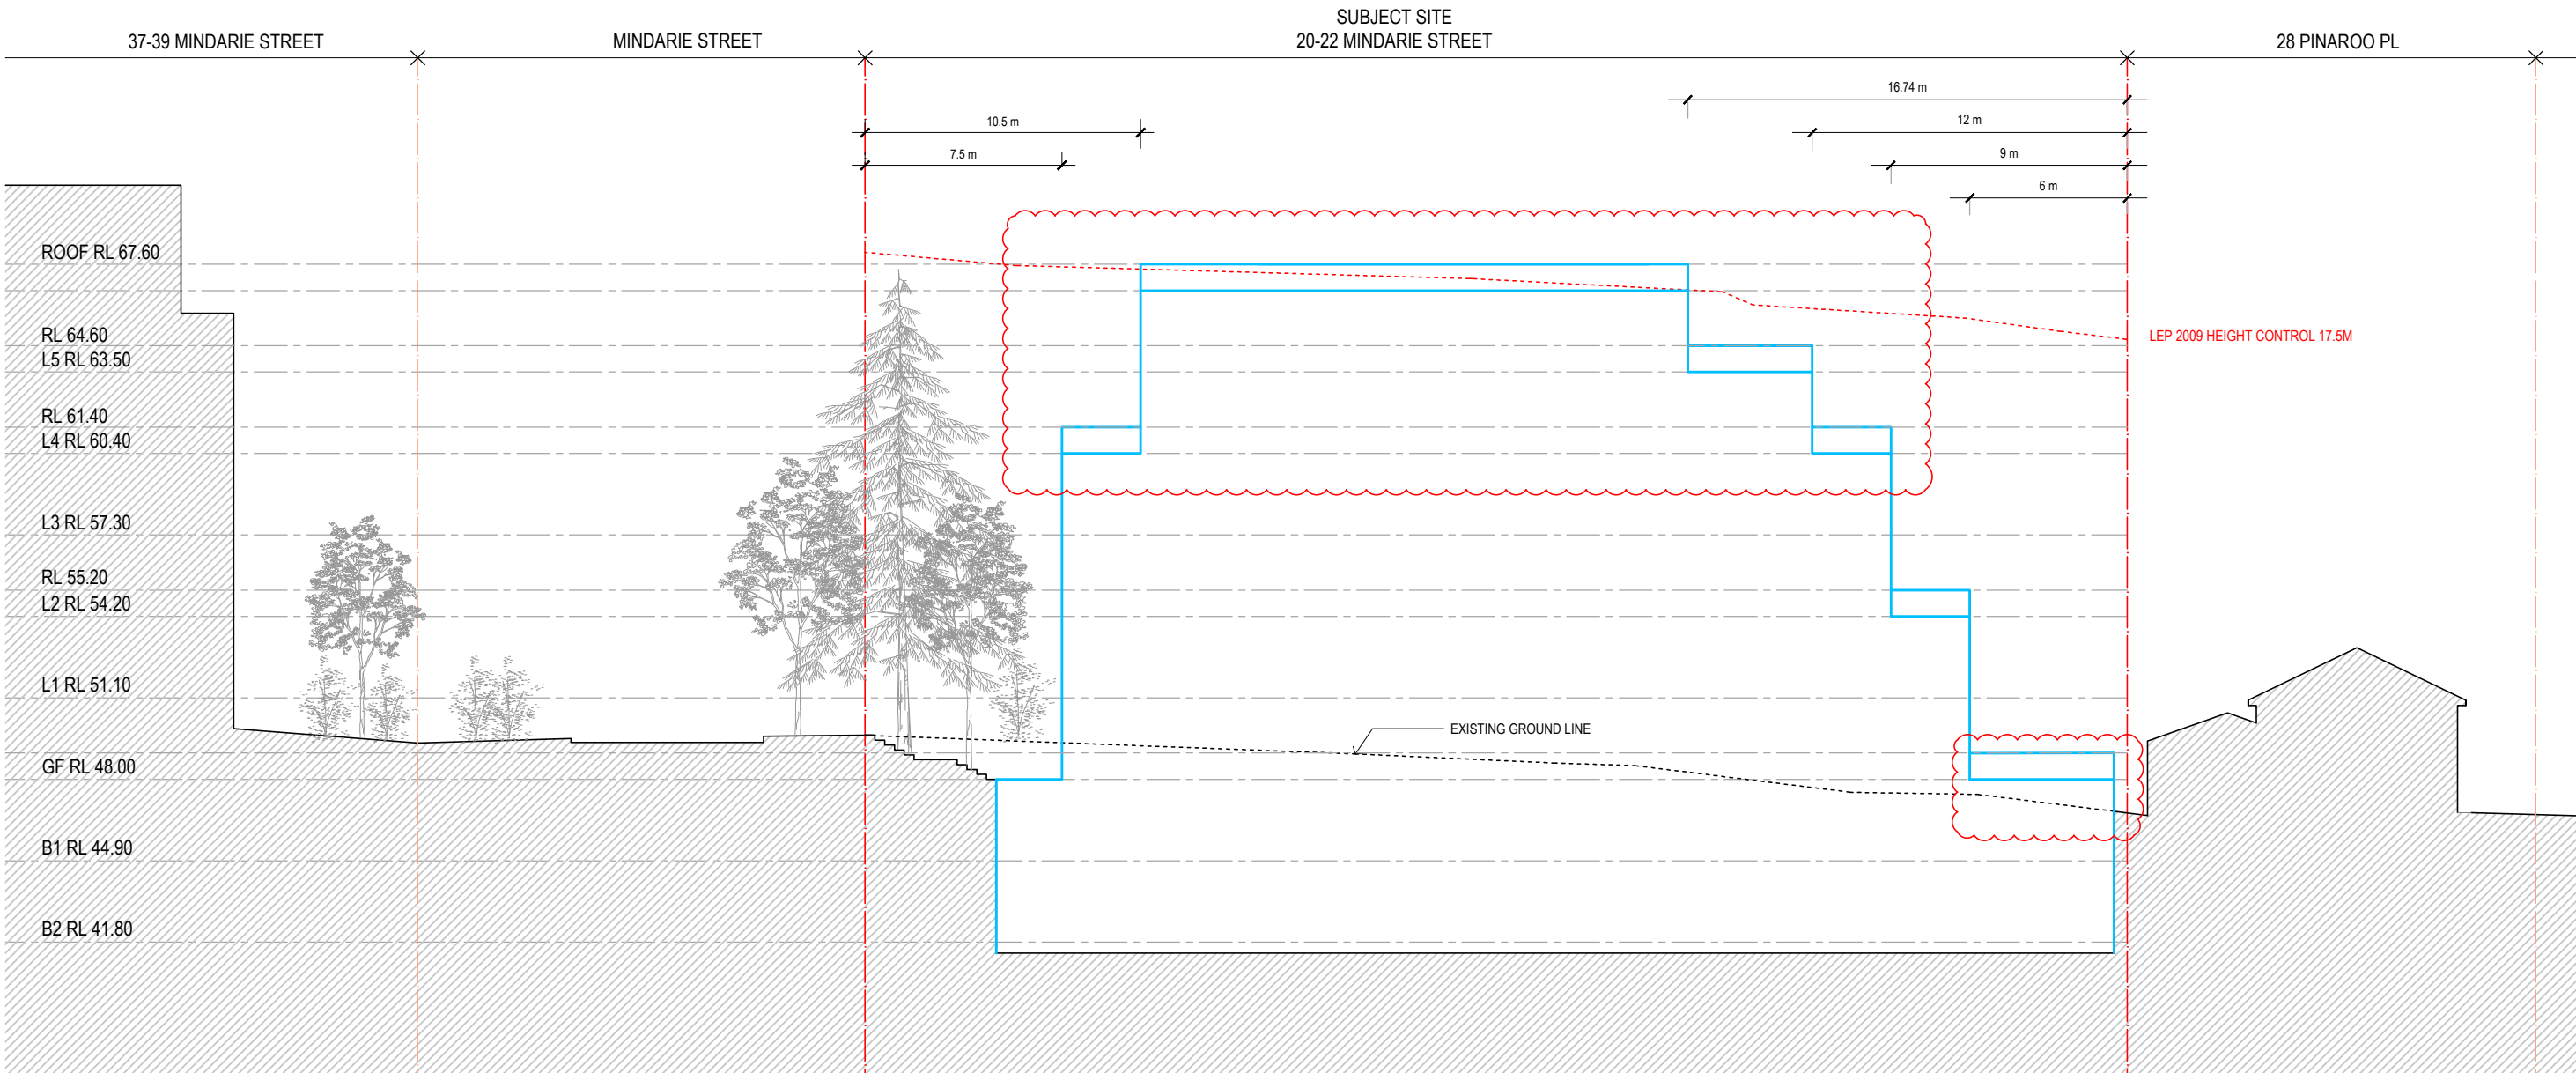 SUBJECT SITE
37-39 MINDARIE STREET
MINDARIE STREET
20-22 MINDARIE STREET
28 PINAROO PL
16.74 m
10.5 m
12 m
7.5 m
9 m
6 m
ROOF RL 67.60
RL 64.60
LEP 2009 HEIGHT CONTROL 17.5M
L5 RL 63.50
RL 61.40
L4 RL 60.40
L3 RL 57.30
RL 55.20
L2 RL 54.20
L1 RL 51.10
EXISTING GROUND LINE
GF RL 48.00
B1 RL 44.90
B2 RL 41.80